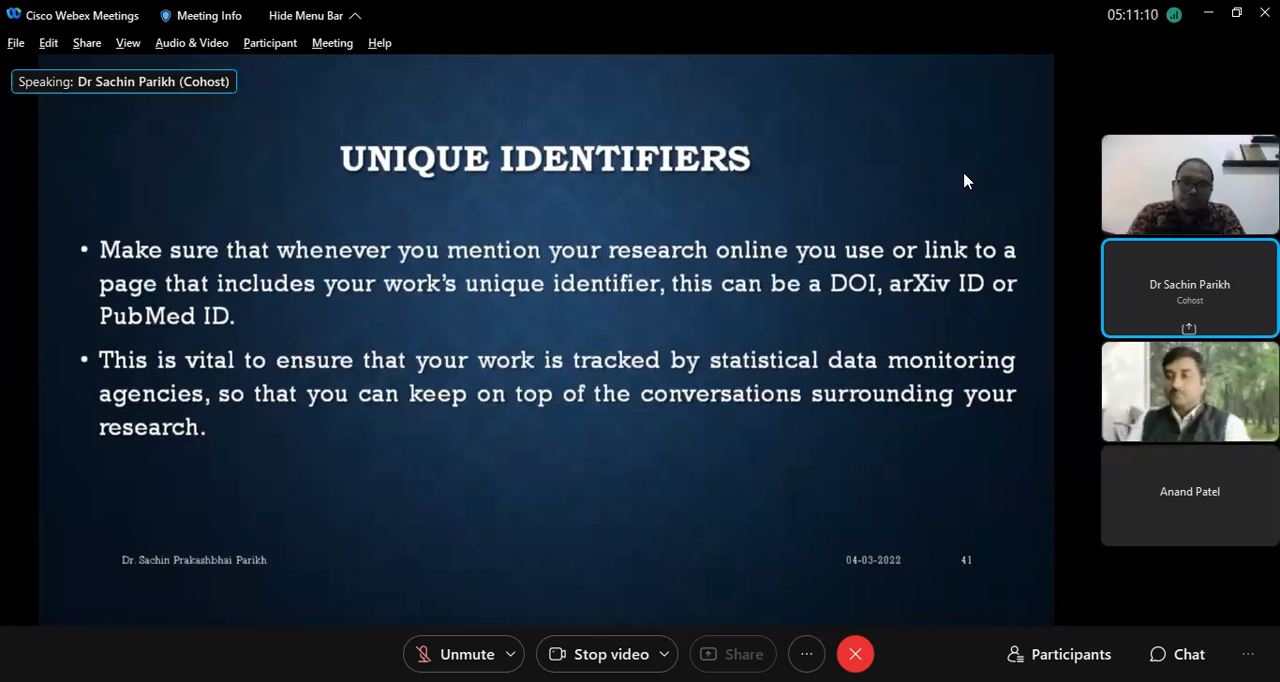 Cisco Webex Meetings
Meeting Info
Hide Menu Bar
05:11:10
File Edit Share View Audio & Video Participant Meeting Help
Speaking: Dr Sachin Parikh (Cohost)
UNIQUE IDENTIFIERS
• Make sure that whenever you mention your research online you use or link to a
page that includes your work's unique identifier, this can be a DOI, arXiv ID or
PubMed ID.
• This is vital to ensure that your work is tracked by statistical data monitoring
agencies, so that you can keep on top of the conversations surrounding your
research.
Dr. Sachin Prakashbhai Parikh
04-03-2022
41
Dr Sachin Parikh
Cohost
Anand Patel
Unmute
Stop video
Share
Participants
Chat